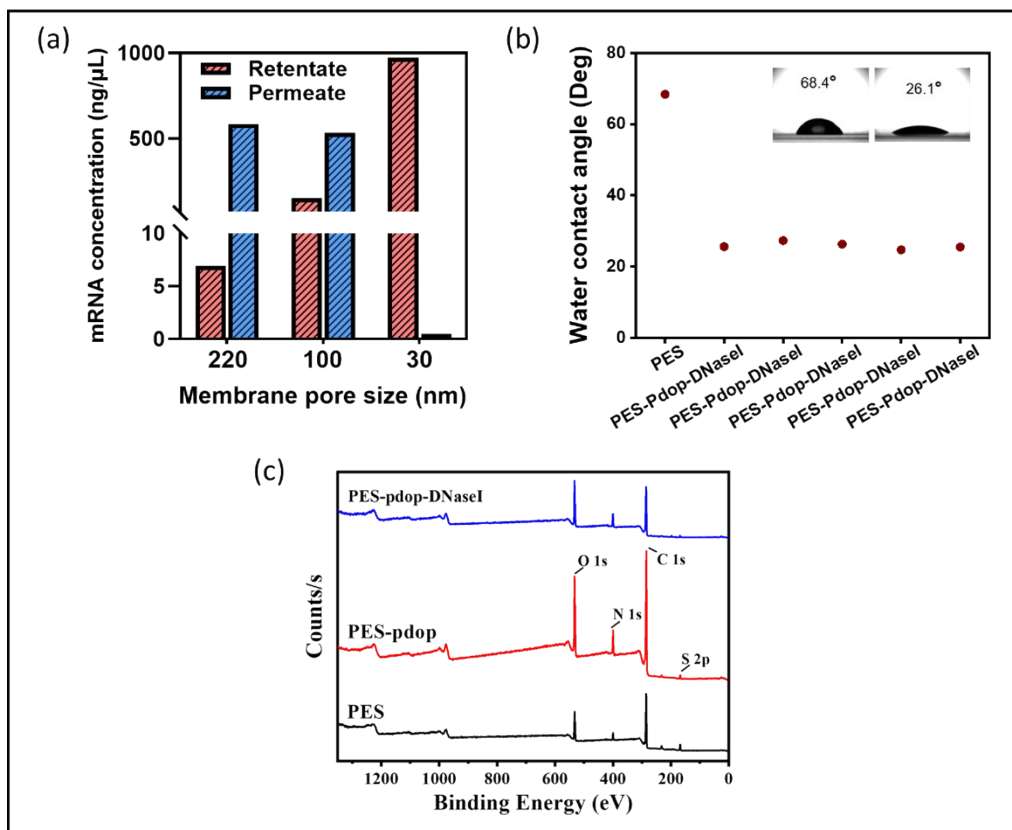 (a)
mRNA concentration (ng/µL)
1000
500
10
5
0
Retentate
Permeate
220 100 30
Membrane pore size (nm)
(b)
Water contact angle (Deg)
80
60
40
20
0
68.4°
26.1°
PES
PES-Pdop-DNaseI
PES-Pdop-DNaseI
PES-Pdop-DNaseI
PES-Pdop-DNaseI
PES-Pdop-DNaseI
(c)
Counts/s
PES-pdop-DNaseI
O 1s
C 1s
N 1s
PES-pdop
S 2p
PES
1200 1000 800 600 400 200 0
Binding Energy (eV)